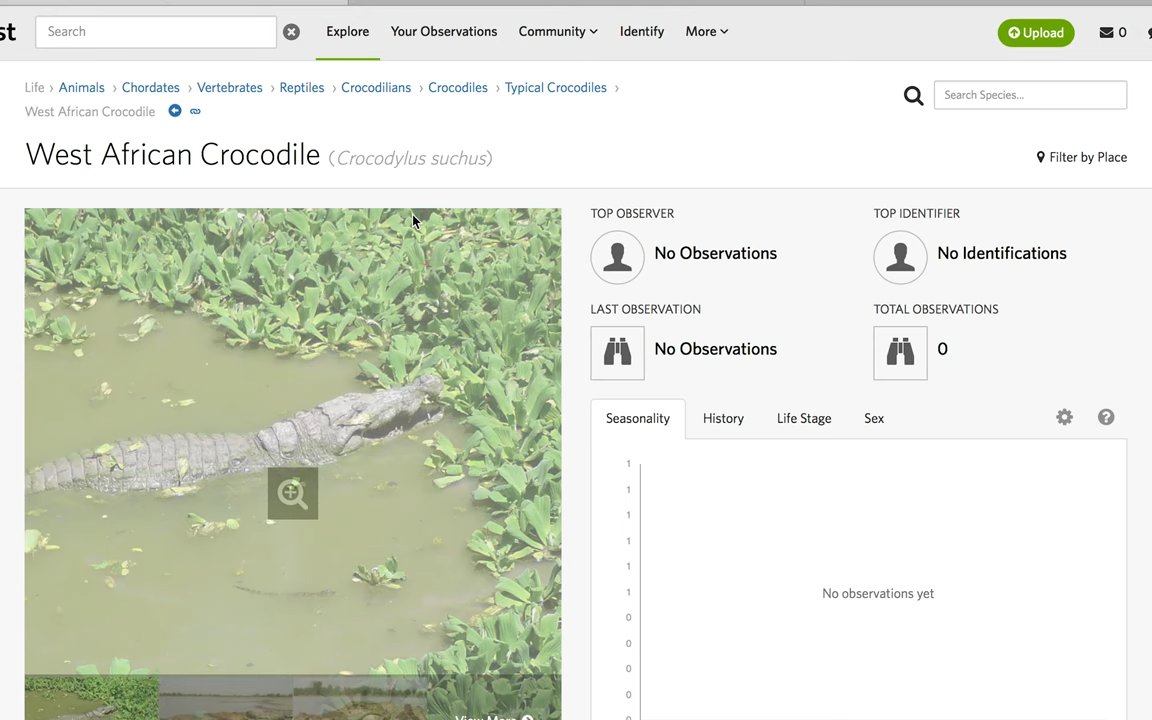 st Search Explore Your Observations Community Identify More Upload 0
Life › Animals › Chordates › Vertebrates › Reptiles › Crocodilians › Crocodiles › Typical Crocodiles ›
West African Crocodile
Search Species...
West African Crocodile (Crocodylus suchus)
Filter by Place
TOP OBSERVER
No Observations
TOP IDENTIFIER
No Identifications
LAST OBSERVATION
No Observations
TOTAL OBSERVATIONS
0
Seasonality History Life Stage Sex
1
1
1
1
1
1
0
0
0
0
0
No observations yet
View More